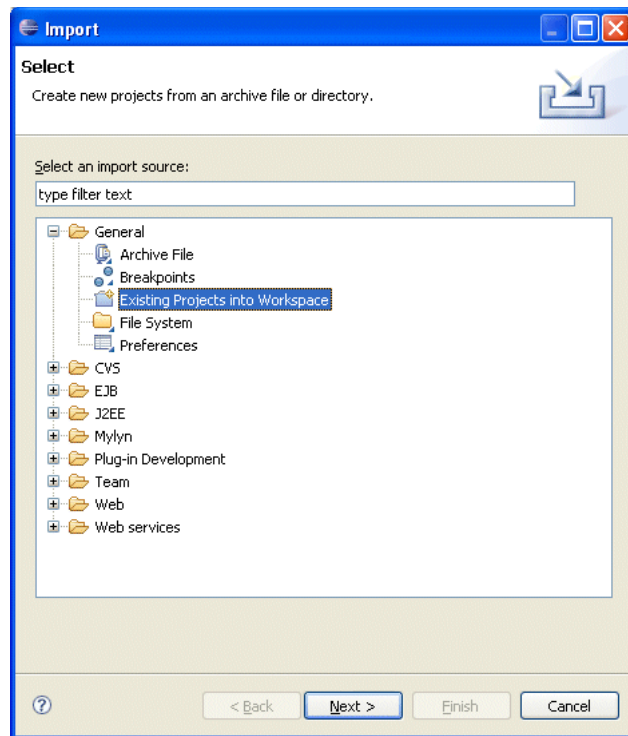 Import
Select
Create new projects from an archive file or directory.
Select an import source:
type filter text
General
Archive File
Breakpoints
Existing Projects into Workspace
File System
Preferences
CVS
EJB
J2EE
Mylyn
Plug-in Development
Team
Web
Web services
< Back Next > Finish Cancel